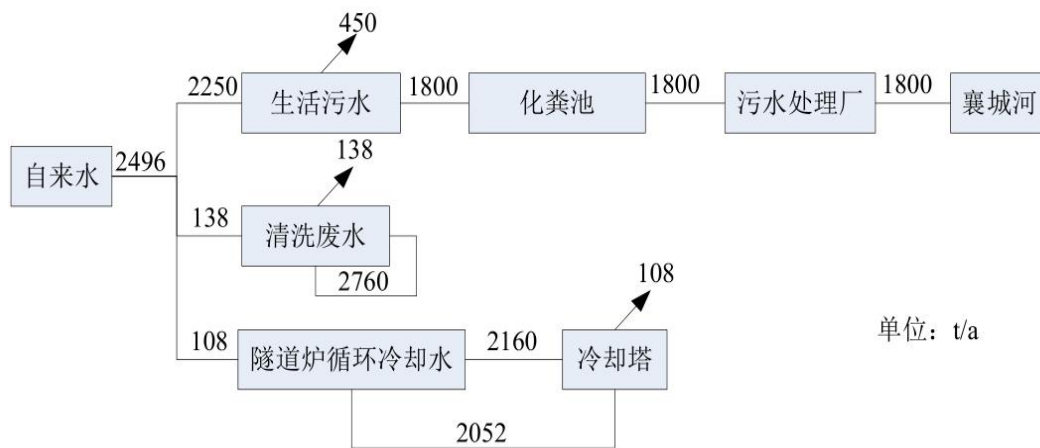 450
2250
生活污水
1800
化粪池
1800
污水处理厂
1800
襄城河
自来水
2496
138
138
清洗废水
2760
108
108
隧道炉循环冷却水
2160
冷却塔
单位：t/a
2052